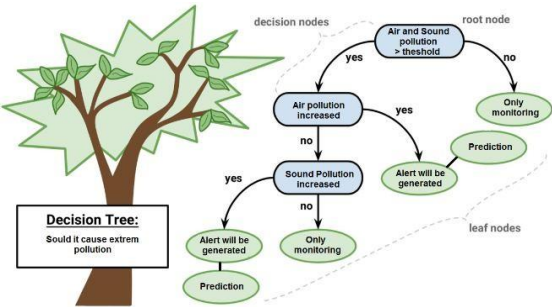 decision nodes
root node
Air and Sound
pollution
> theshold
yes
no
Air pollution
increased
yes
Only
monitoring
no
Prediction
Sound Pollution
increased
Alert will be
generated
yes
no
Decision Tree:
Sould it cause extrem
pollution
Alert will be
generated
Only
monitoring
leaf nodes
Prediction